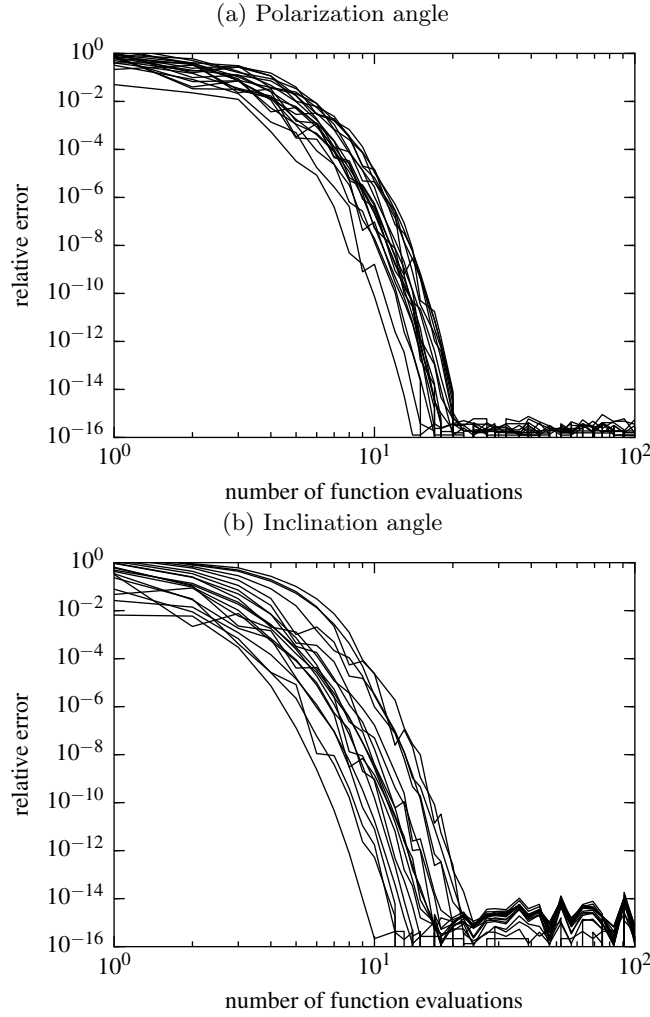 (a) Polarization angle
10^0
10^−2
10^−4
10^−6
10^−8
10^−10
10^−12
10^−14
10^−16
relative error
10^0 10^1 10^2
number of function evaluations
(b) Inclination angle
10^0
10^−2
10^−4
10^−6
10^−8
10^−10
10^−12
10^−14
10^−16
relative error
10^0 10^1 10^2
number of function evaluations